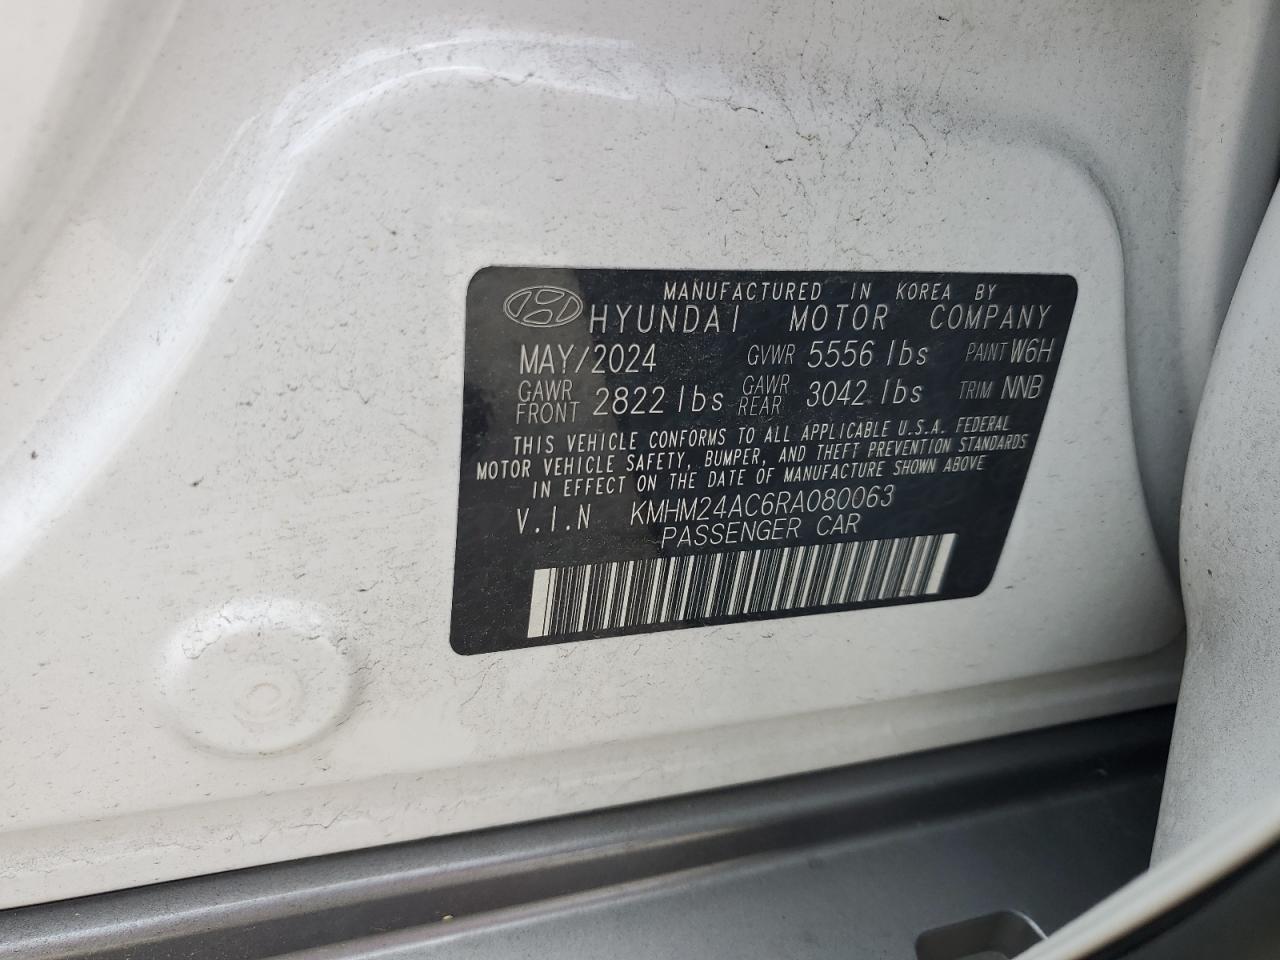 MANUFACTURED IN KOREA BY
HYUNDAI MOTOR COMPANY
MAY/2024 GVWR 5556 lbs PAINT W6H
GAWR FRONT 2822 lbs GAWR REAR 3042 lbs TRIM NNB
THIS VEHICLE CONFORMS TO ALL APPLICABLE U.S.A. FEDERAL
MOTOR VEHICLE SAFETY, BUMPER, AND THEFT PREVENTION STANDARDS
IN EFFECT ON THE DATE OF MANUFACTURE SHOWN ABOVE
V.I.N KMHM24AC6RA080063
PASSENGER CAR